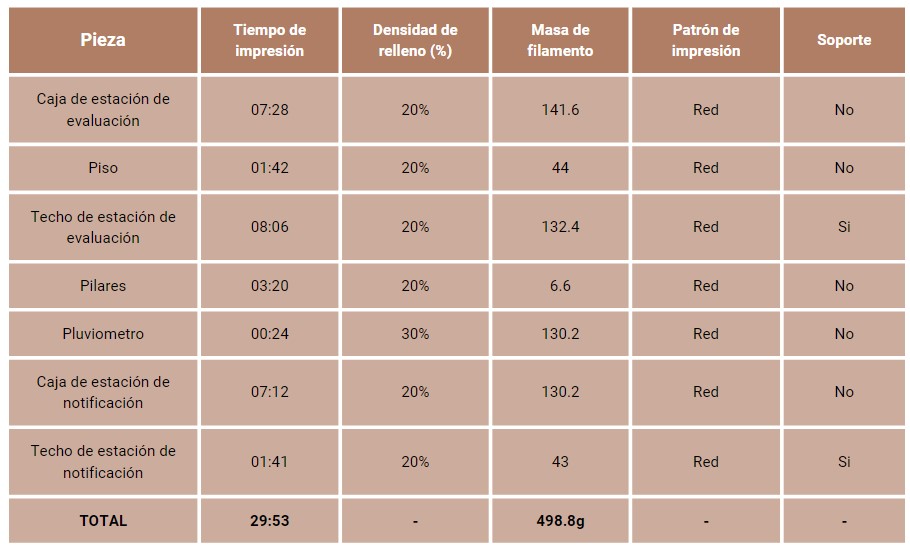 Pieza Tiempo de impresión Densidad de relleno (%) Masa de filamento Patrón de impresión Soporte
Caja de estación de evaluación 07:28 20% 141.6 Red No
Piso 01:42 20% 44 Red No
Techo de estación de evaluación 08:06 20% 132.4 Red Si
Pilares 03:20 20% 6.6 Red No
Pluviometro 00:24 30% 130.2 Red No
Caja de estación de notificación 07:12 20% 130.2 Red No
Techo de estación de notificación 01:41 20% 43 Red Si
TOTAL 29:53 - 498.8g - -